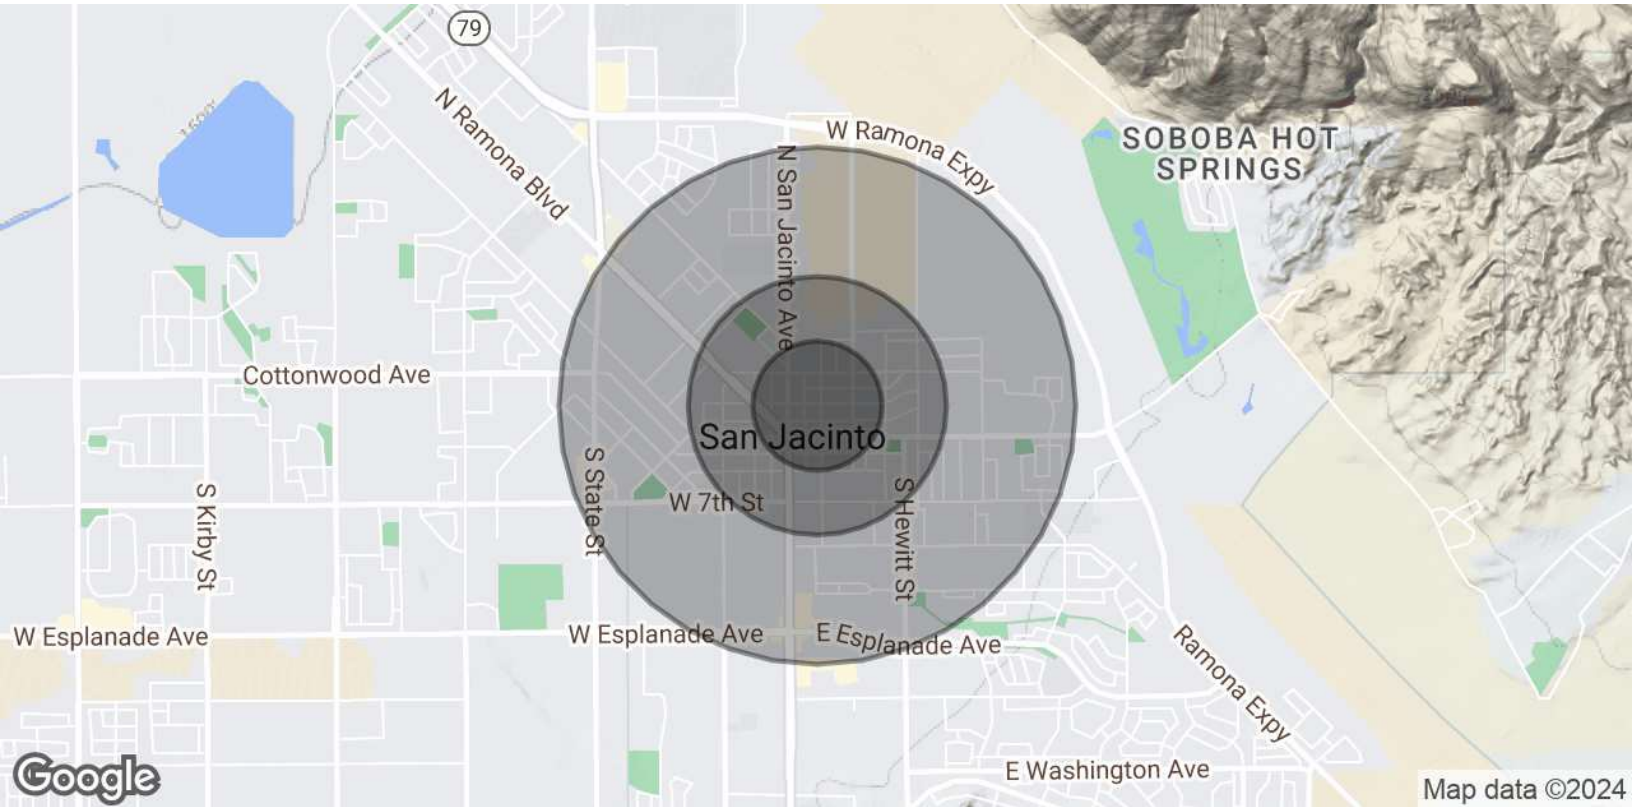 79
N Ramona Blvd
W Ramona Expy
SOBOBA HOT
SPRINGS
N San Jacinto Ave
Cottonwood Ave
San Jacinto
S State St
S Kirby St
W 7th St
S Hewitt St
W Esplanade Ave
W Esplanade Ave
E Esplanade Ave
Ramona Expy
E Washington Ave
Google
Map data ©2024